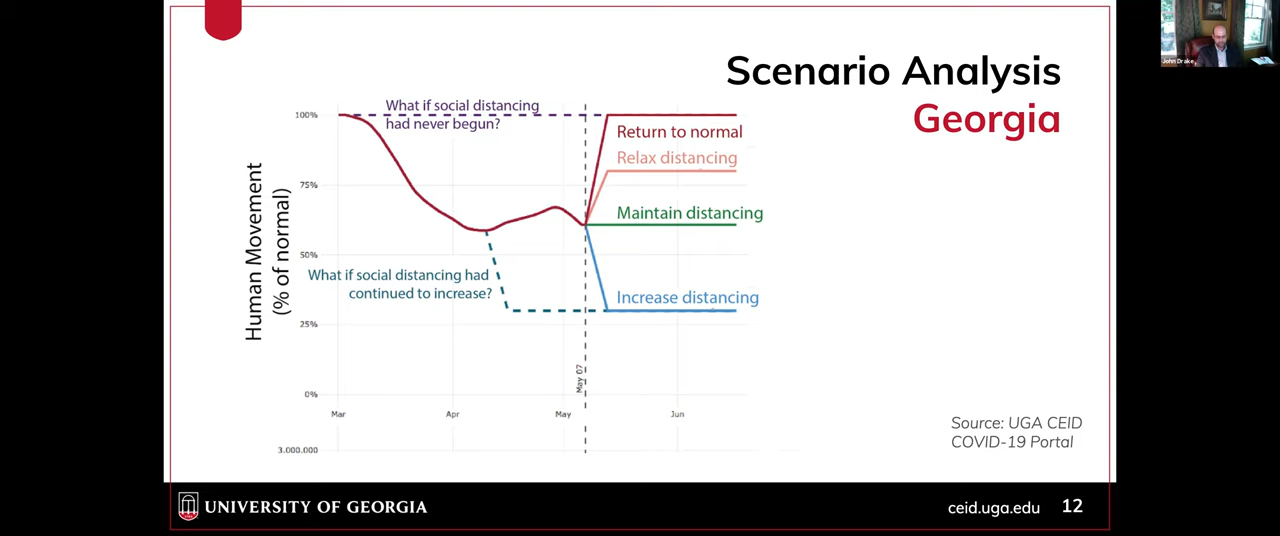 John Drake
Scenario Analysis
Georgia
What if social distancing
had never begun?
100%
Return to normal
Relax distancing
75%
Maintain distancing
50%
What if social distancing had
continued to increase?
Increase distancing
25%
0%
Human Movement
(% of normal)
May 07
Mar
Apr
May
Jun
3,000,000
Source: UGA CEID
COVID-19 Portal
UNIVERSITY OF GEORGIA
ceid.uga.edu
12